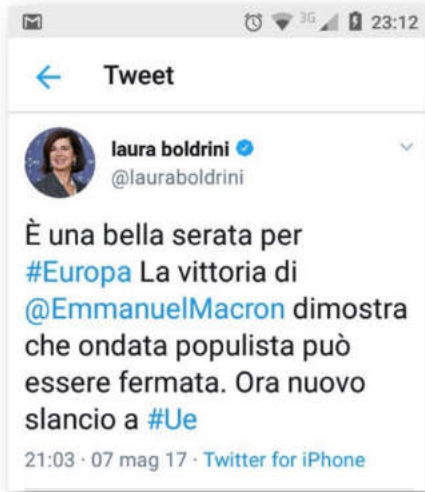 3G 23:12
Tweet
laura boldrini
@lauraboldrini
È una bella serata per
#Europa La vittoria di
@EmmanuelMacron dimostra
che ondata populista può
essere fermata. Ora nuovo
slancio a #Ue
21:03 · 07 mag 17 · Twitter for iPhone